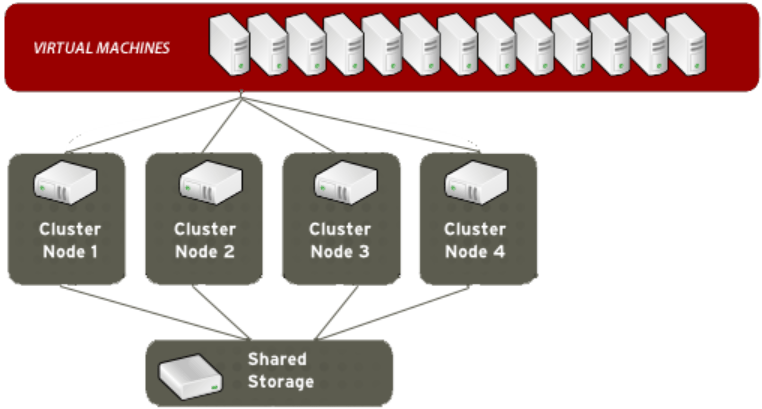 VIRTUAL MACHINES
Cluster
Node 1
Cluster
Node 2
Cluster
Node 3
Cluster
Node 4
Shared
Storage